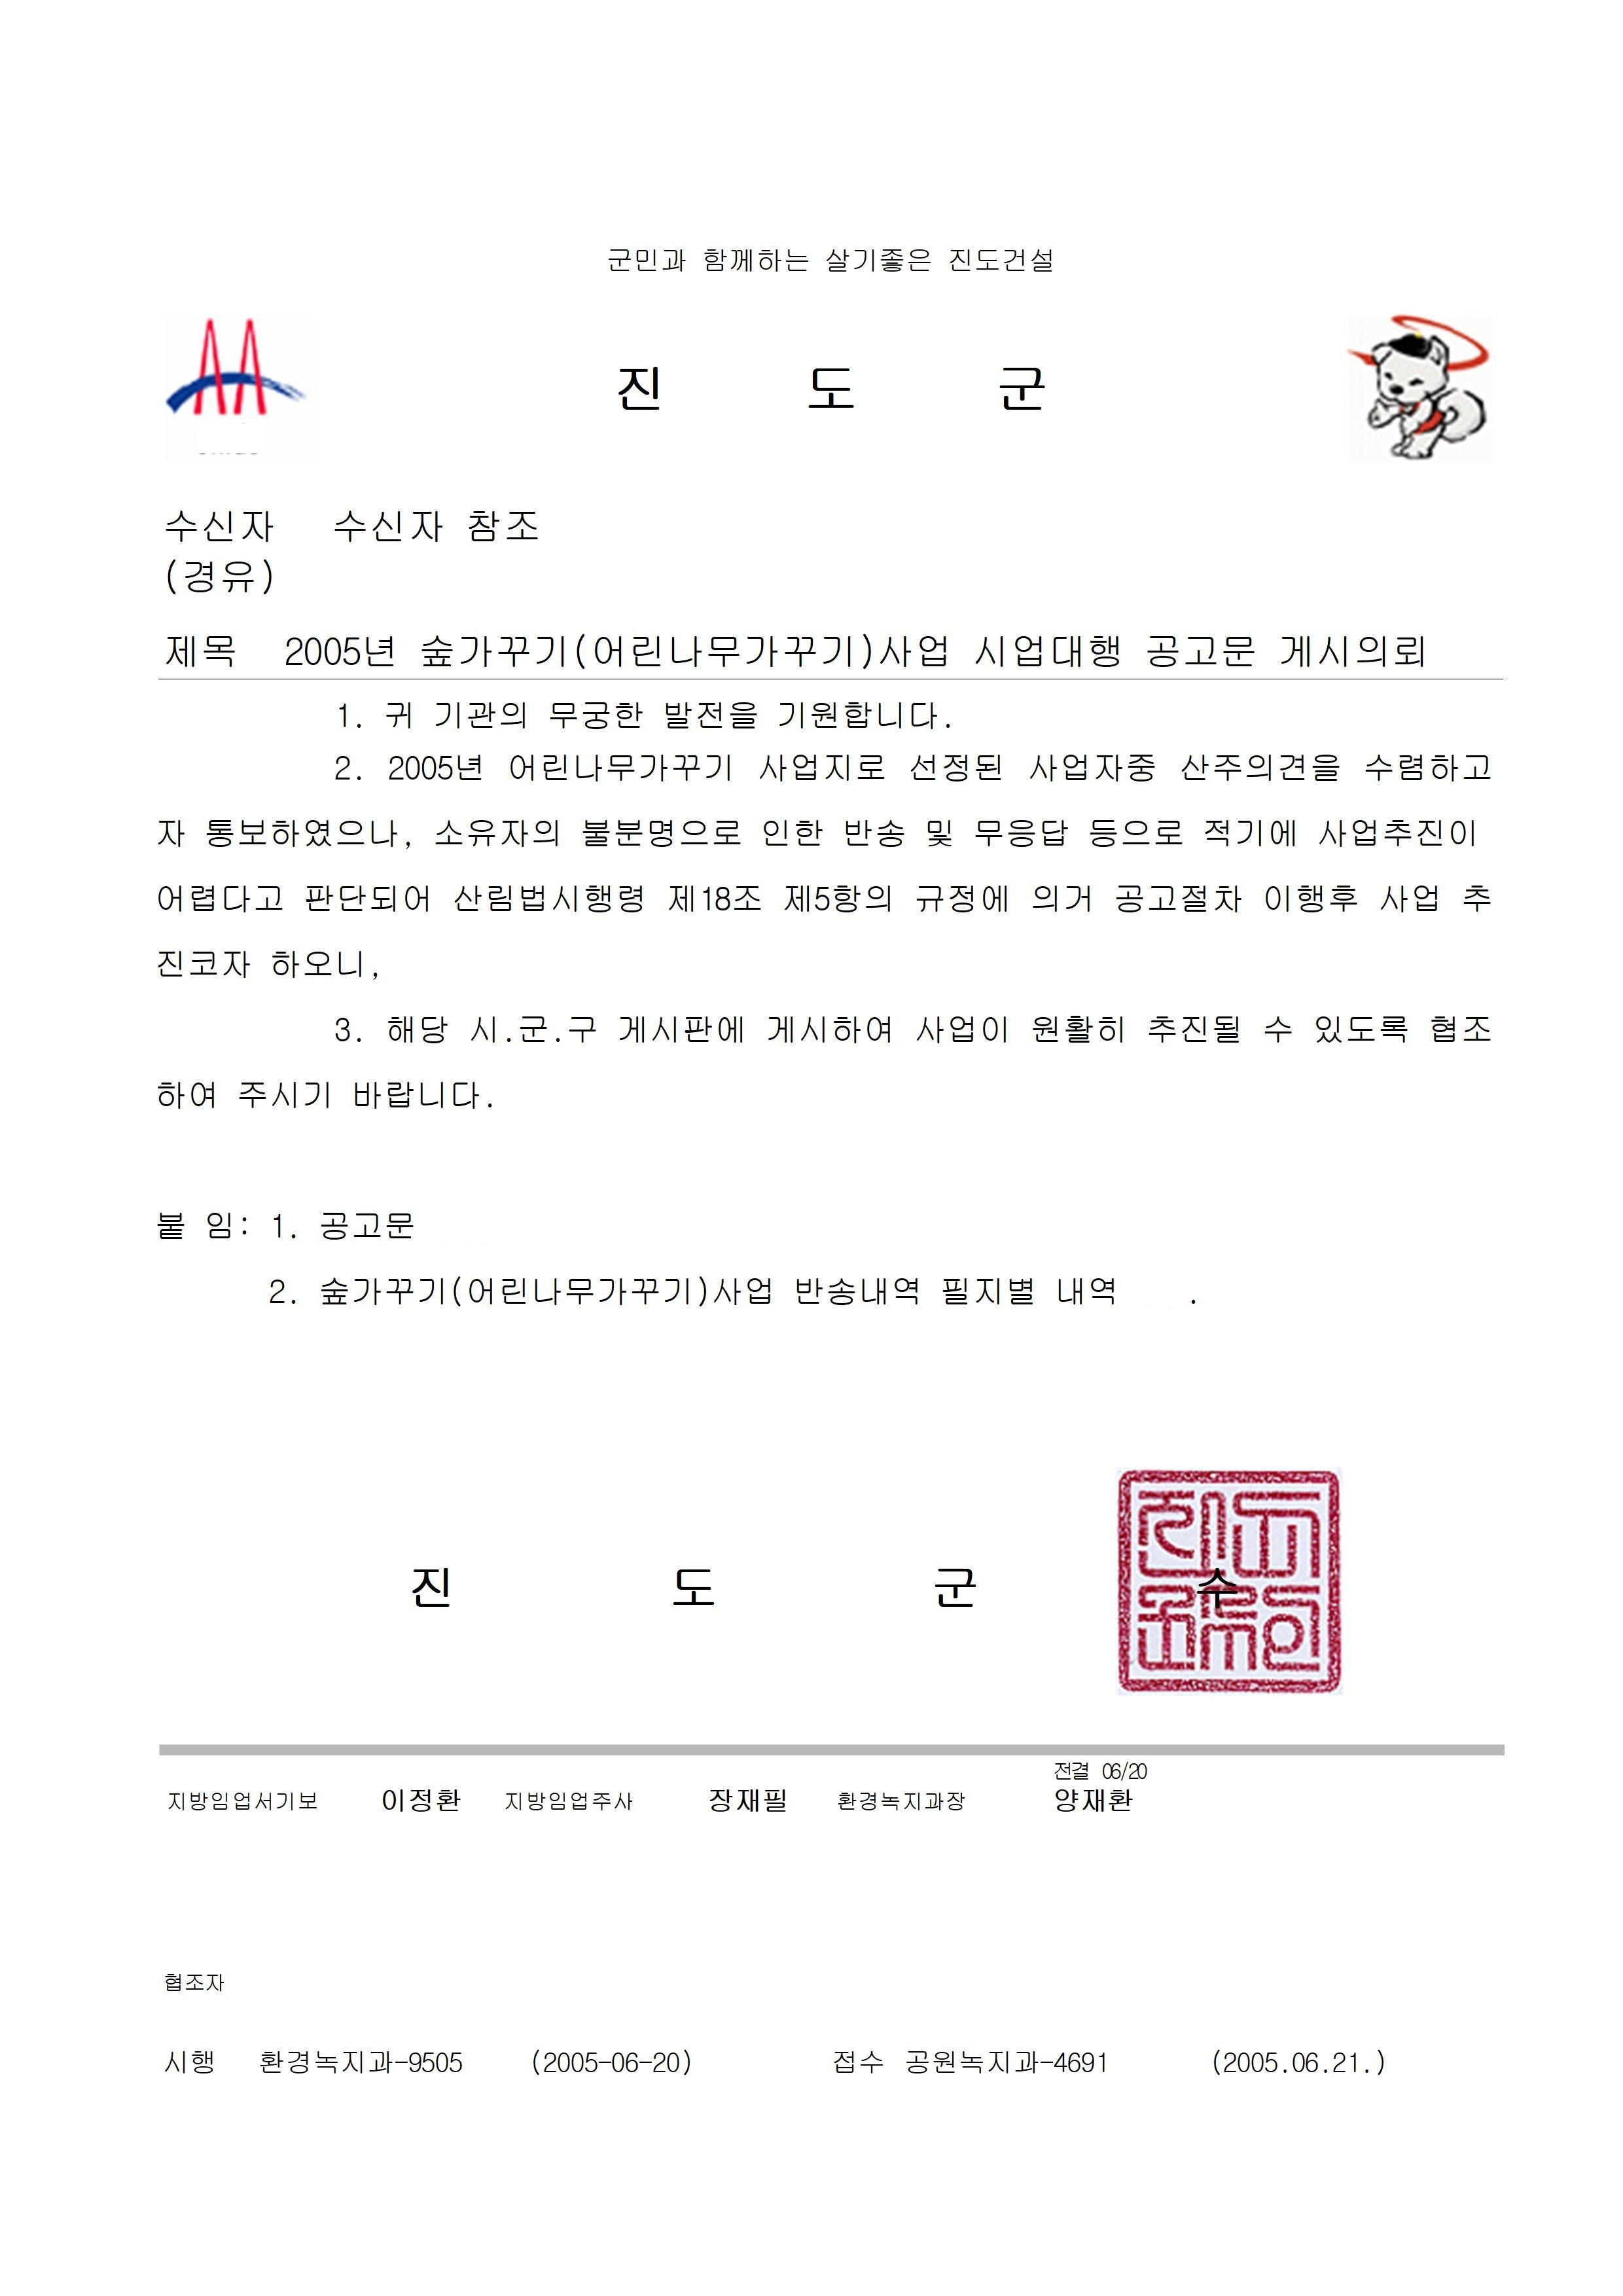 군민과 함께하는 살기좋은 진도건설
진 도 군
수신자 수신자 참조
(경유)
제목 2005년 숲가꾸기(어린나무가꾸기)사업 시업대행 공고문 게시의뢰
1. 귀 기관의 무궁한 발전을 기원합니다.
2. 2005년 어린나무가꾸기 사업지로 선정된 사업자중 산주의견을 수렴하고
자 통보하였으나, 소유자의 불분명으로 인한 반송 및 무응답 등으로 적기에 사업추진이
어렵다고 판단되어 산림법시행령 제18조 제5항의 규정에 의거 공고절차 이행후 사업 추
진코자 하오니,
3. 해당 시.군.구 게시판에 게시하여 사업이 원활히 추진될 수 있도록 협조
하여 주시기 바랍니다.
붙 임: 1. 공고문
2. 숲가꾸기(어린나무가꾸기)사업 반송내역 필지별 내역 .
진 도 군 수
전결 06/20
지방임업서기보 이정환 지방임업주사 장재필 환경녹지과장 양재환
협조자
시행 환경녹지과-9505 (2005-06-20) 접수 공원녹지과-4691 (2005.06.21.)